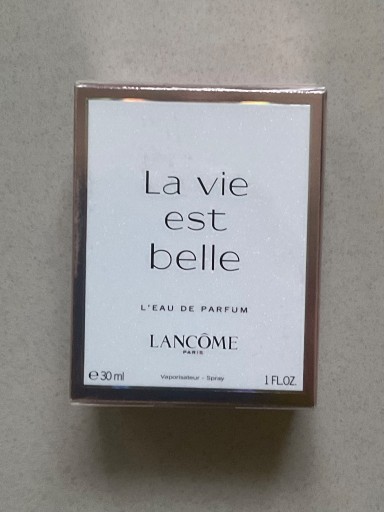 La vie
est
belle
L'EAU DE PARFUM
LANCÔME
PARIS
℮ 30 ml Vaporisateur - Spray 1 FL.OZ.